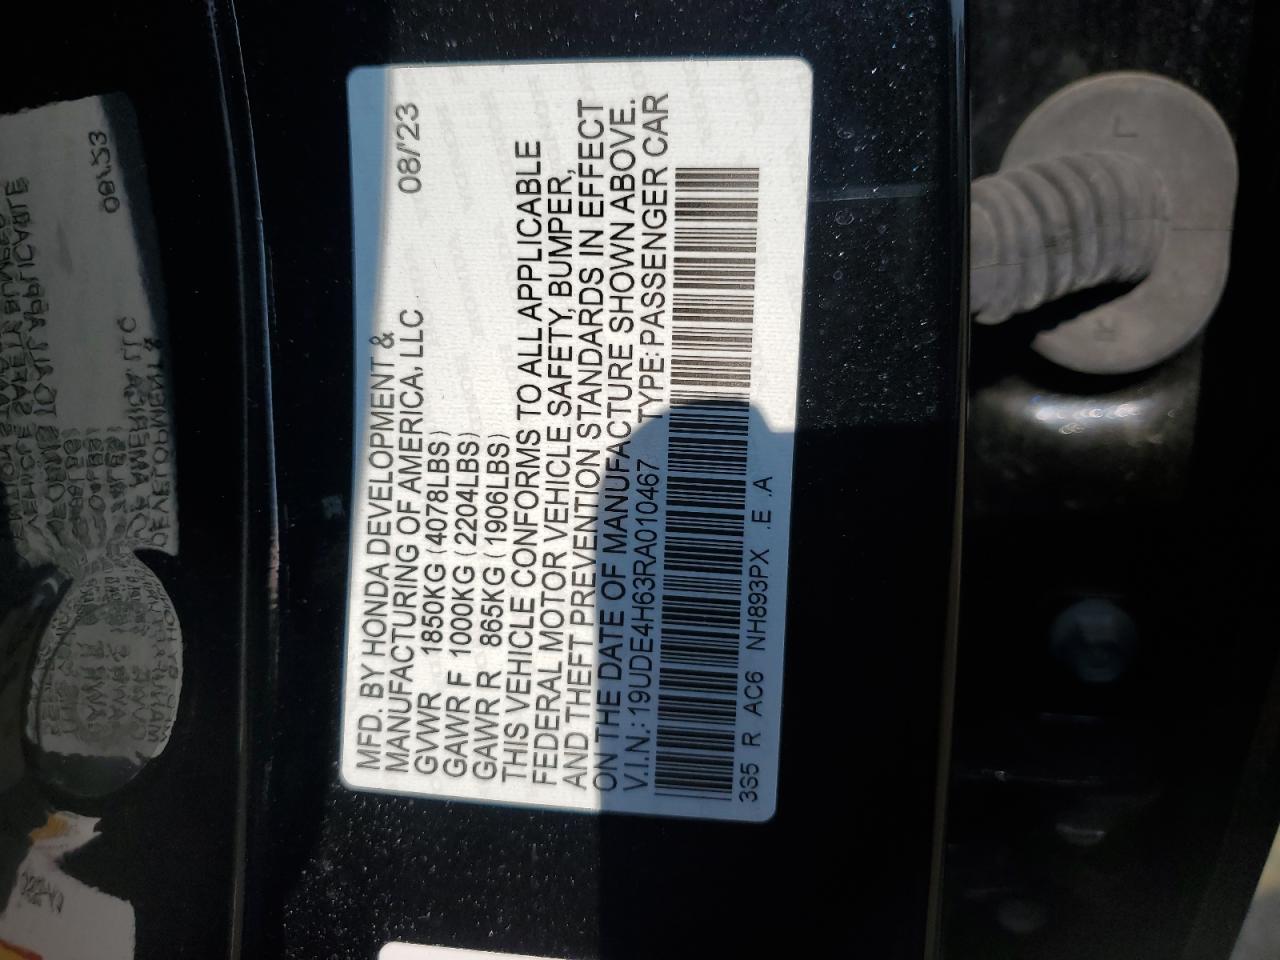 MFD. BY HONDA DEVELOPMENT &
MANUFACTURING OF AMERICA, LLC 08/'23
GVWR 1850KG (4078LBS)
GAWR F 1000KG (2204LBS)
GAWR R 865KG (1906LBS)
THIS VEHICLE CONFORMS TO ALL APPLICABLE
FEDERAL MOTOR VEHICLE SAFETY, BUMPER,
AND THEFT PREVENTION STANDARDS IN EFFECT
ON THE DATE OF MANUFACTURE SHOWN ABOVE.
V.I.N.: 19UDE4H63RA010467 TYPE: PASSENGER CAR
3S5 R AC6 NH893PX .E .A
L
R